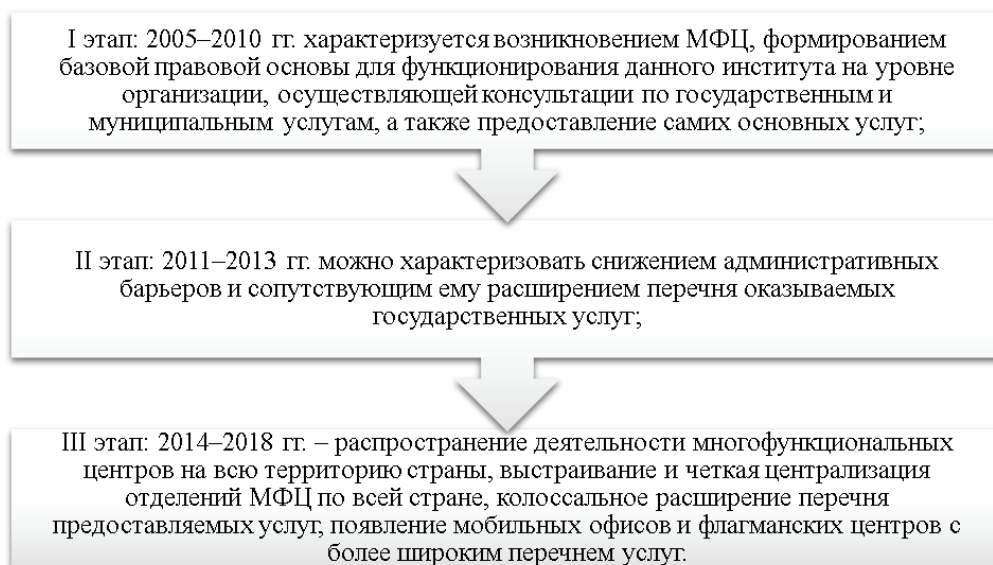 I этап: 2005–2010 гг. характеризуется возникновением МФЦ, формированием
базовой правовой основы для функционирования данного института на уровне
организации, осуществляющей консультации по государственным и
муниципальным услугам, а также предоставление самих основных услуг;
II этап: 2011–2013 гг. можно характеризовать снижением административных
барьеров и сопутствующим ему расширением перечня оказываемых
государственных услуг;
III этап: 2014–2018 гг. – распространение деятельности многофункциональных
центров на всю территорию страны, выстраивание и четкая централизация
отделений МФЦ по всей стране, колоссальное расширение перечня
предоставляемых услуг, появление мобильных офисов и флагманских центров с
более широким перечнем услуг.